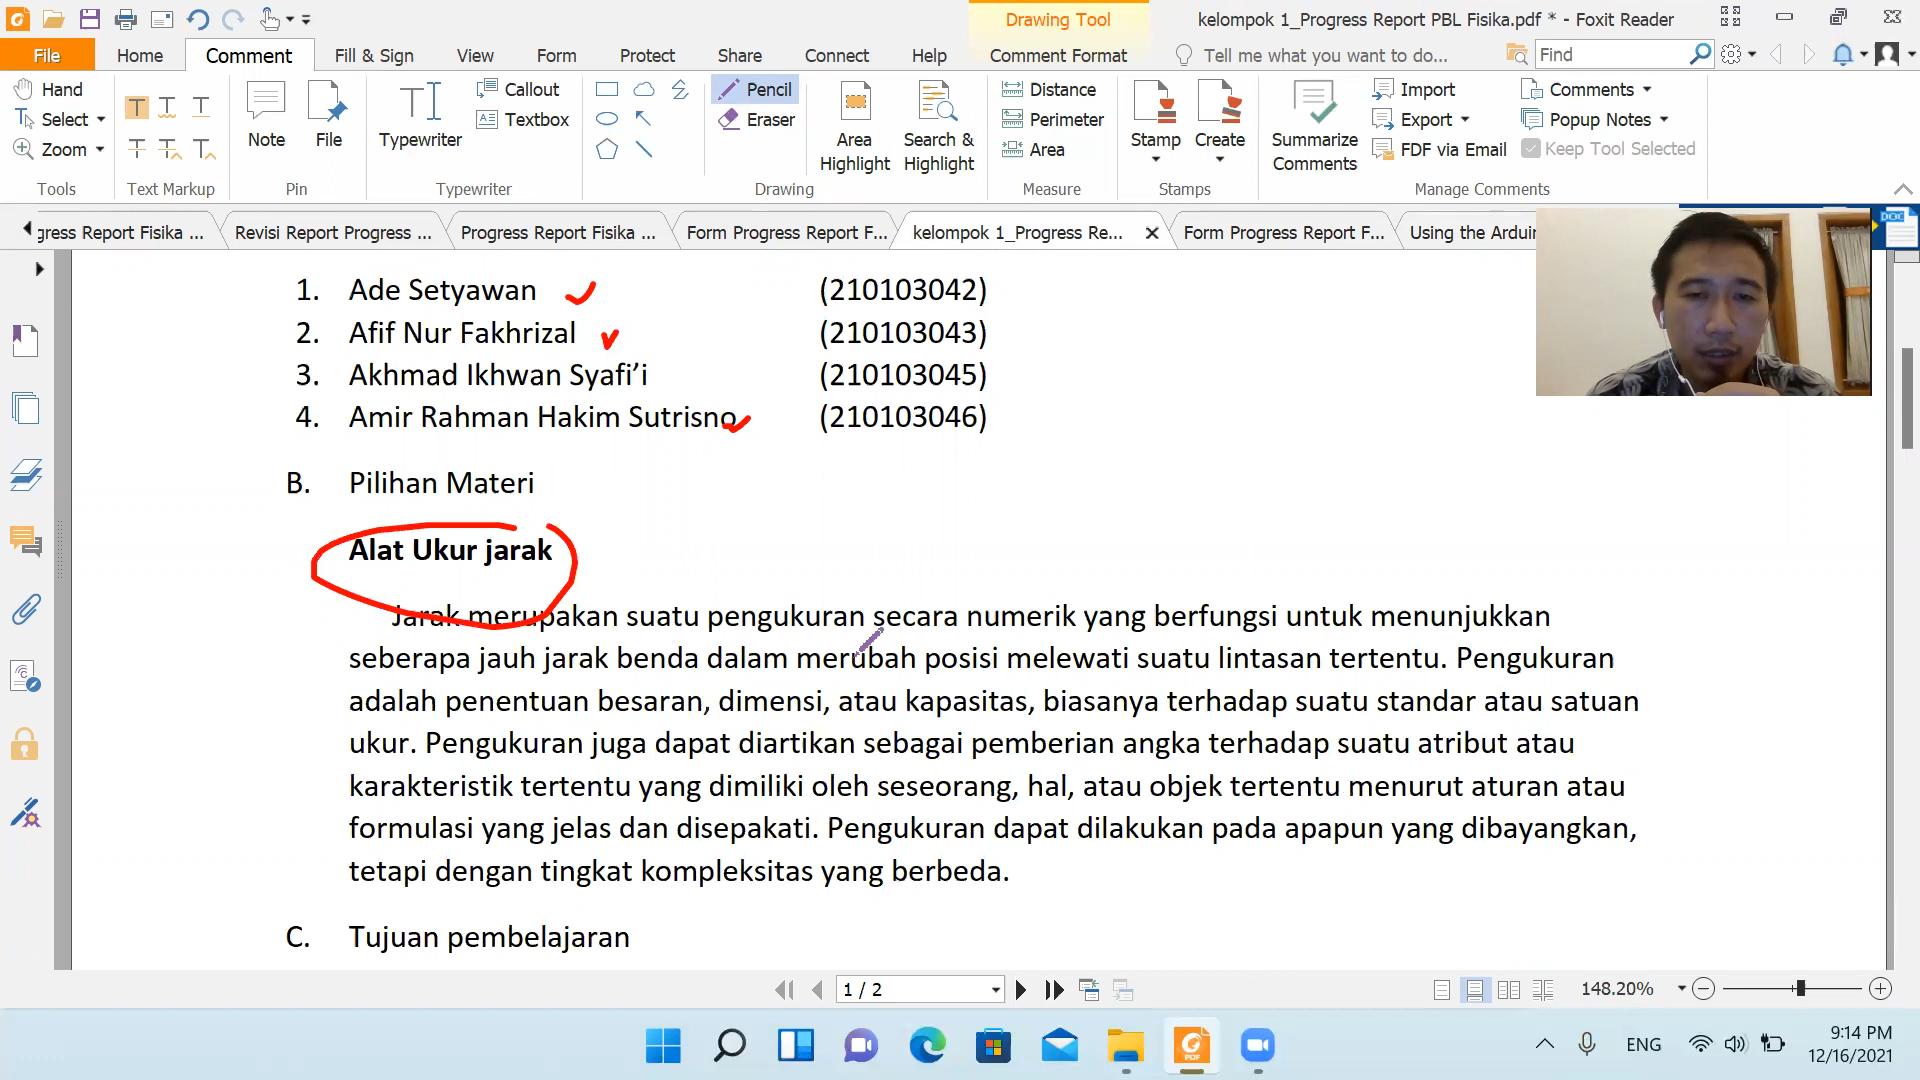 Drawing Tool
kelompok 1_Progress Report PBL Fisika.pdf * - Foxit Reader
File Home Comment Fill & Sign View Form Protect Share Connect Help Comment Format Tell me what you want to do... Find
Hand
Select
Zoom
Tools
Text Markup
Note
File
Pin
Typewriter
Callout
Textbox
Typewriter
Pencil
Eraser
Area Highlight
Search & Highlight
Drawing
Distance
Perimeter
Area
Measure
Stamp
Create
Stamps
Summarize Comments
Import
Export
FDF via Email
Comments
Popup Notes
Keep Tool Selected
Manage Comments
gress Report Fisika ... Revisi Report Progress ... Progress Report Fisika ... Form Progress Report F... kelompok 1_Progress Re... Form Progress Report F... Using the Arduin
DOC
1. Ade Setyawan (210103042)
2. Afif Nur Fakhrizal (210103043)
3. Akhmad Ikhwan Syafi’i (210103045)
4. Amir Rahman Hakim Sutrisno (210103046)
B. Pilihan Materi
Alat Ukur jarak
Jarak merupakan suatu pengukuran secara numerik yang berfungsi untuk menunjukkan
seberapa jauh jarak benda dalam merubah posisi melewati suatu lintasan tertentu. Pengukuran
adalah penentuan besaran, dimensi, atau kapasitas, biasanya terhadap suatu standar atau satuan
ukur. Pengukuran juga dapat diartikan sebagai pemberian angka terhadap suatu atribut atau
karakteristik tertentu yang dimiliki oleh seseorang, hal, atau objek tertentu menurut aturan atau
formulasi yang jelas dan disepakati. Pengukuran dapat dilakukan pada apapun yang dibayangkan,
tetapi dengan tingkat kompleksitas yang berbeda.
C. Tujuan pembelajaran
1 / 2
148.20%
PDF
ENG
9:14 PM
12/16/2021